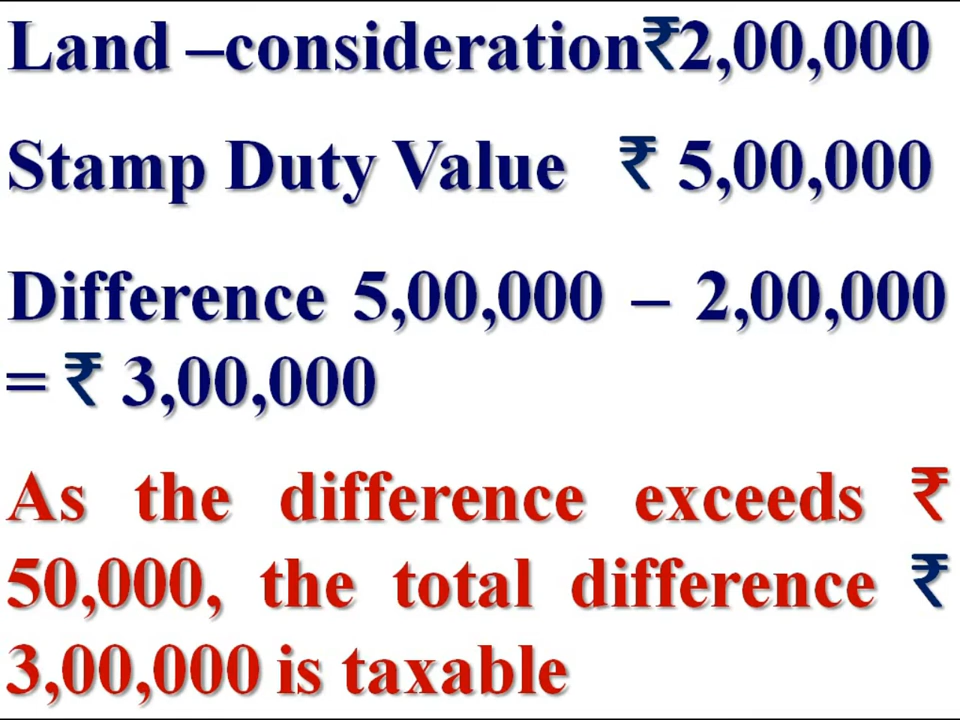 Land –consideration₹2,00,000
Stamp Duty Value ₹ 5,00,000
Difference 5,00,000 – 2,00,000
= ₹ 3,00,000
As the difference exceeds ₹
50,000, the total difference ₹
3,00,000 is taxable